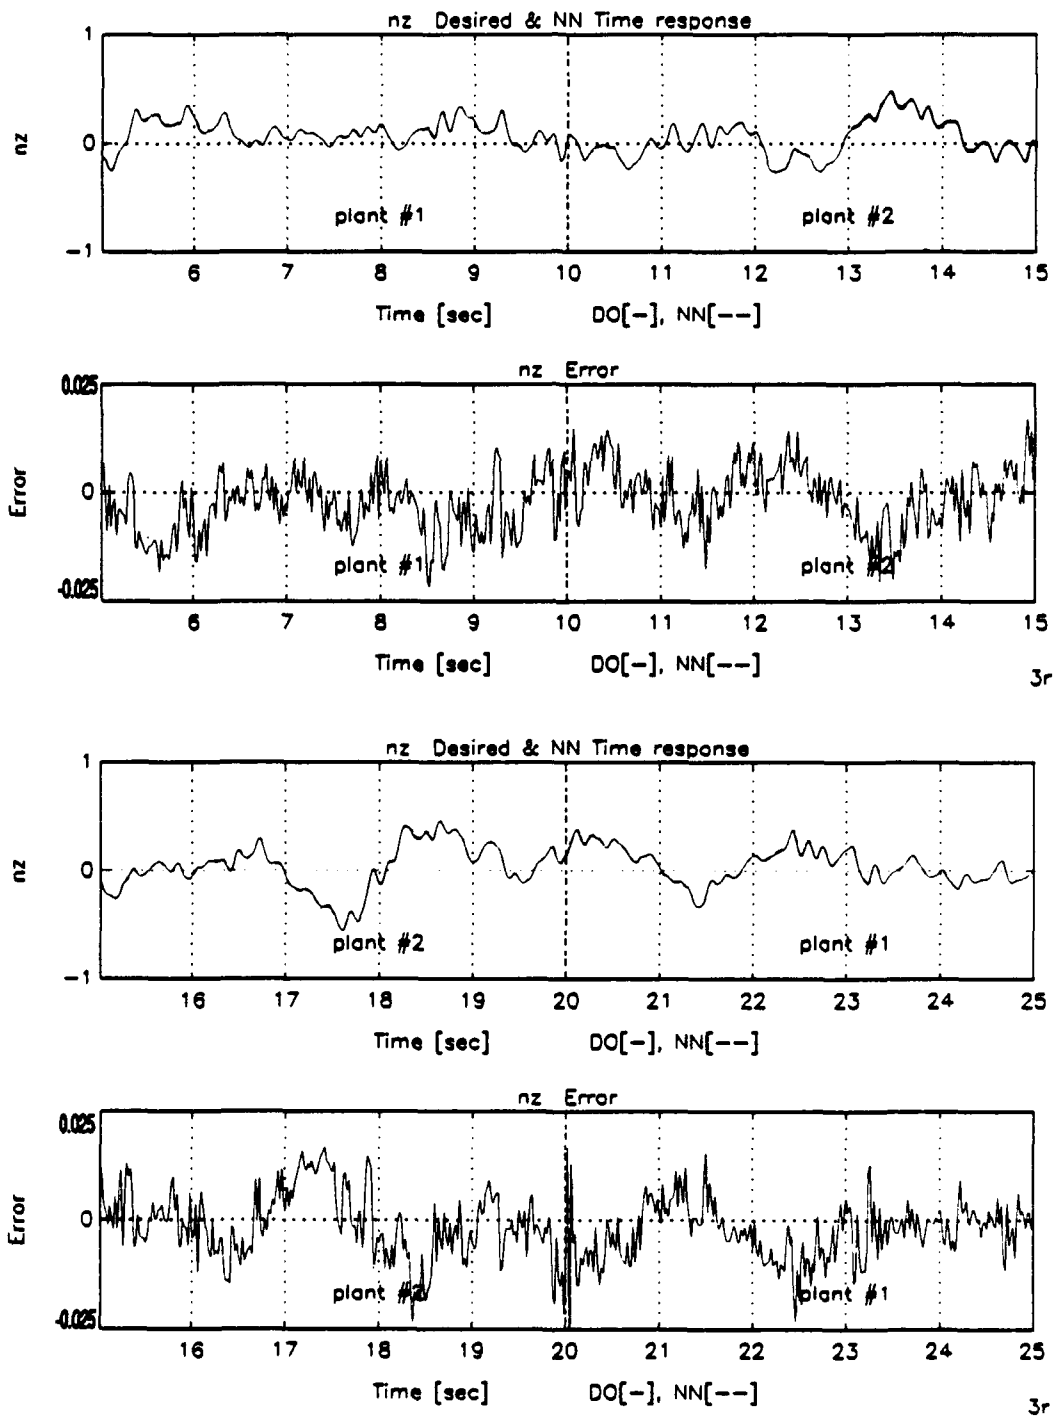 nz Desired & NN Time response
1
nz
0
plant #1
plant #2
-1
6 7 8 9 10 11 12 13 14 15
Time [sec] DO[-], NN[--]
nz Error
0.025
Error
0
plant #1
plant #2
-0.025
6 7 8 9 10 11 12 13 14 15
Time [sec] DO[-], NN[--]
3r
nz Desired & NN Time response
1
nz
0
plant #2
plant #1
-1
16 17 18 19 20 21 22 23 24 25
Time [sec] DO[-], NN[--]
nz Error
0.025
Error
0
plant #2
plant #1
-0.025
16 17 18 19 20 21 22 23 24 25
Time [sec] DO[-], NN[--]
3r